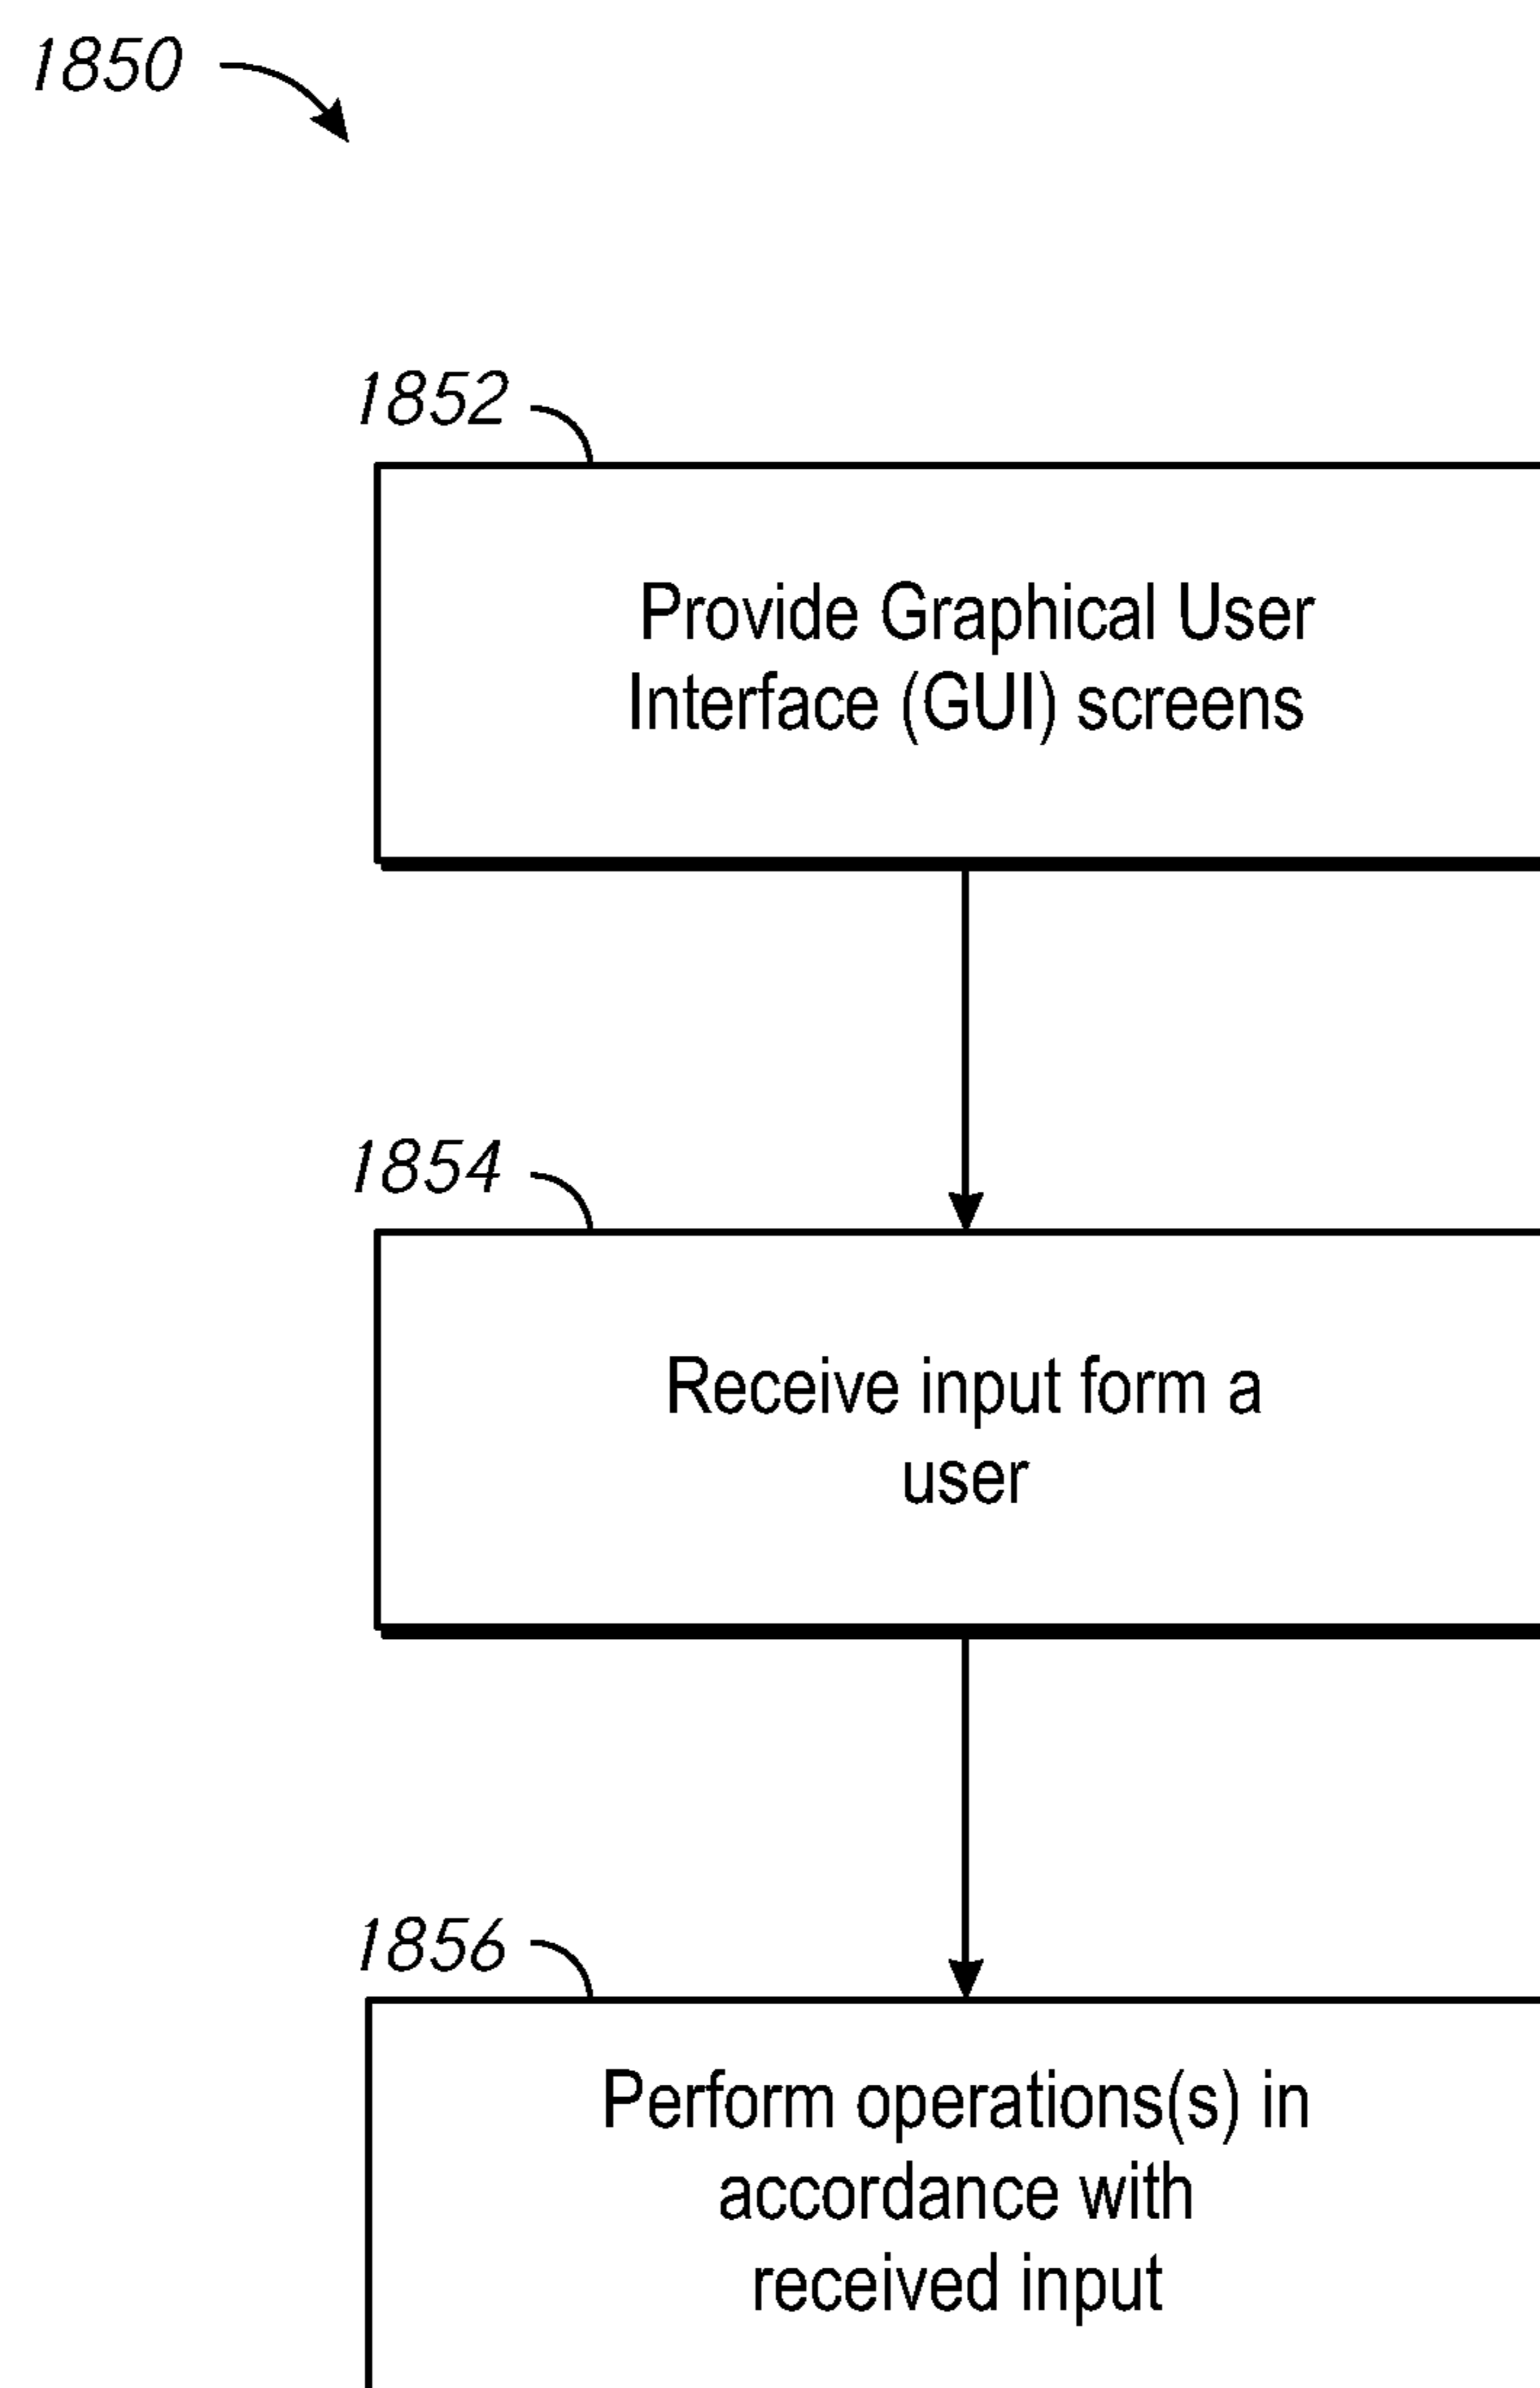 1850
1852
Provide Graphical User
Interface (GUI) screens
1854
Receive input form a
user
1856
Perform operations(s) in
accordance with
received input